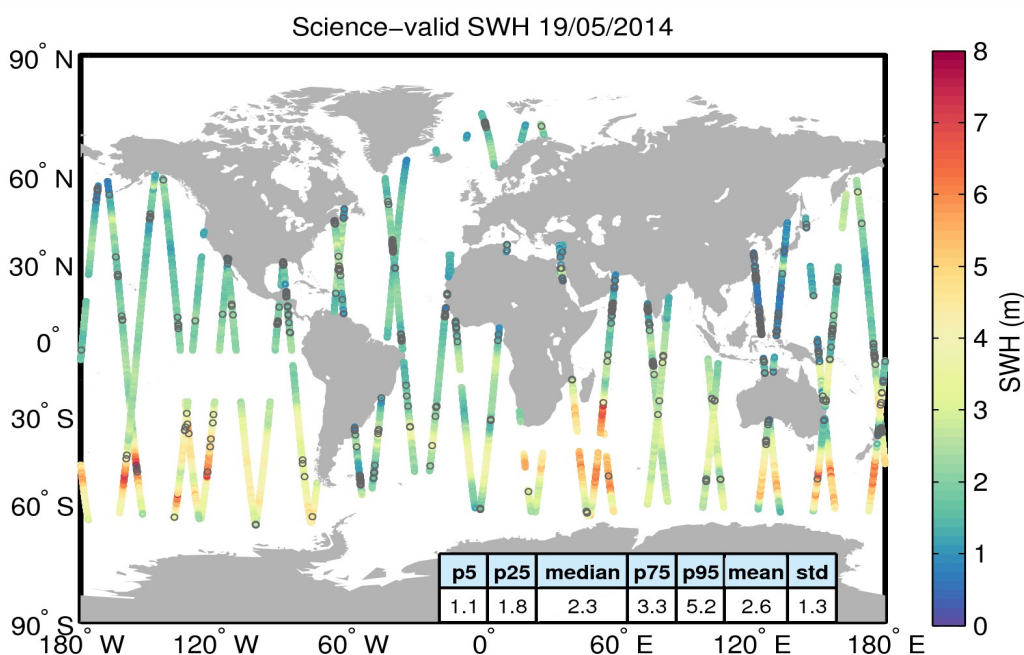 Science−valid SWH 19/05/2014
90° N
60° N
30° N
0°
30° S
60° S
90° S
180° W
120° W
60° W
0°
60° E
120° E
180° E
p5 p25 median p75 p95 mean std
1.1 1.8 2.3 3.3 5.2 2.6 1.3
8
7
6
5
4
3
2
1
0
SWH (m)